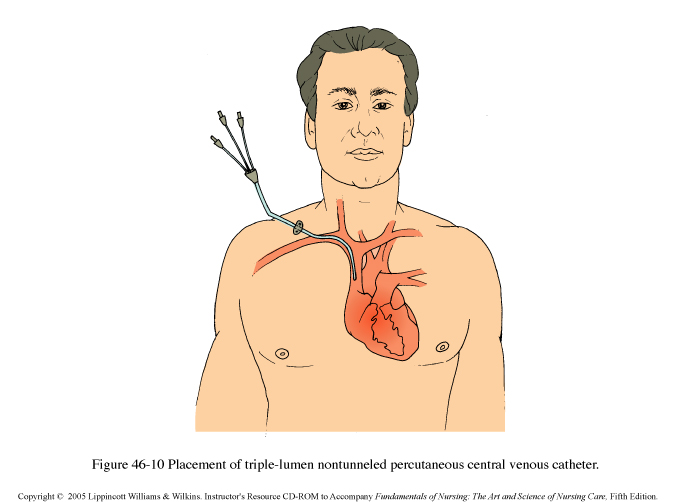 Figure 46-10 Placement of triple-lumen nontunneled percutaneous central venous catheter.
Copyright © 2005 Lippincott Williams & Wilkins. Instructor's Resource CD-ROM to Accompany Fundamentals of Nursing: The Art and Science of Nursing Care, Fifth Edition.